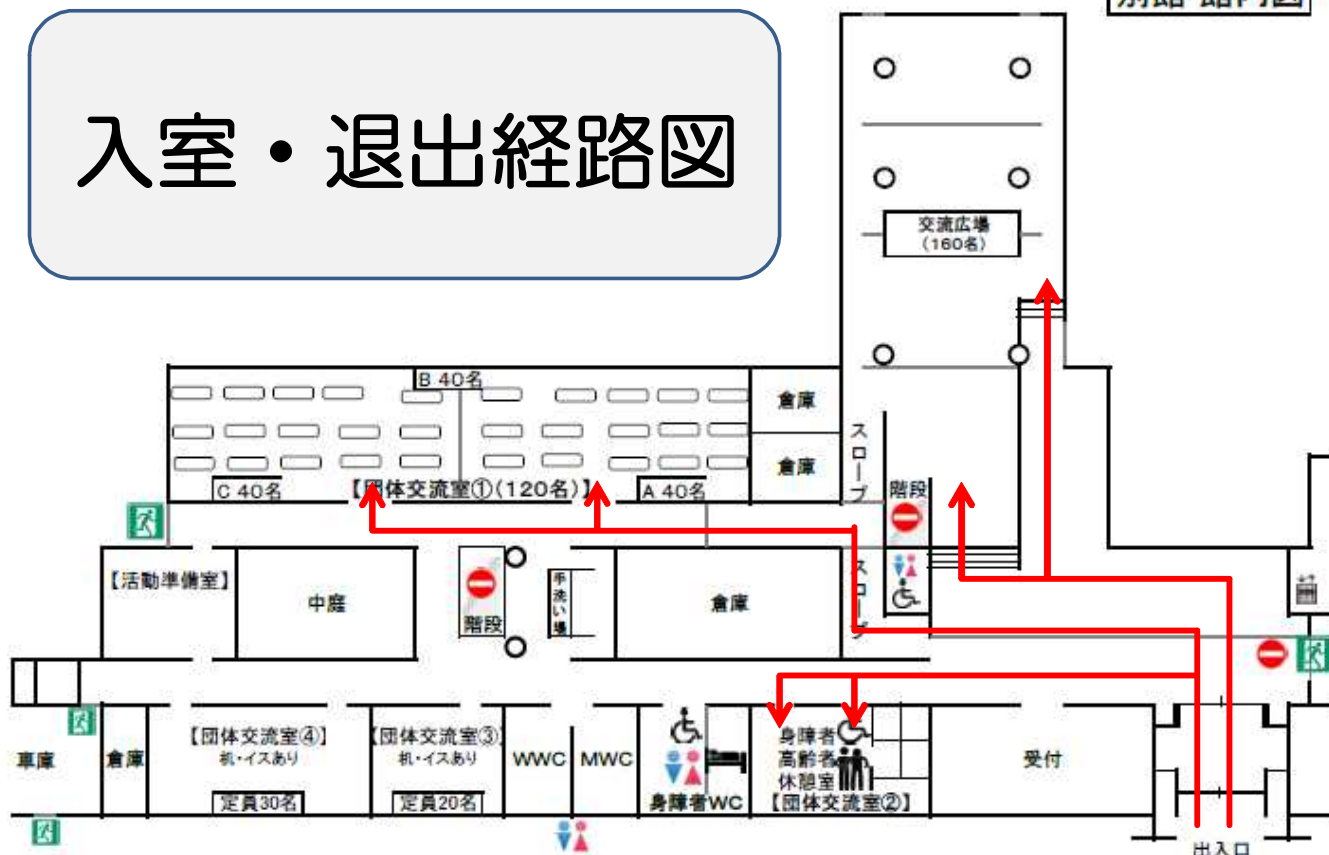 別館 館内図
入室・退出経路図
交流広場
(160名)
B 40名
倉庫
倉庫
スロープ
C 40名
【団体交流室①(120名)】
A 40名
階段
【活動準備室】
中庭
階段
手洗い場
倉庫
スロープ
車庫
倉庫
【団体交流室④】
机・イスあり
定員30名
【団体交流室③】
机・イスあり
定員20名
WWC
MWC
身障者WC
身障者
高齢者
休憩室
【団体交流室②】
受付
出入口